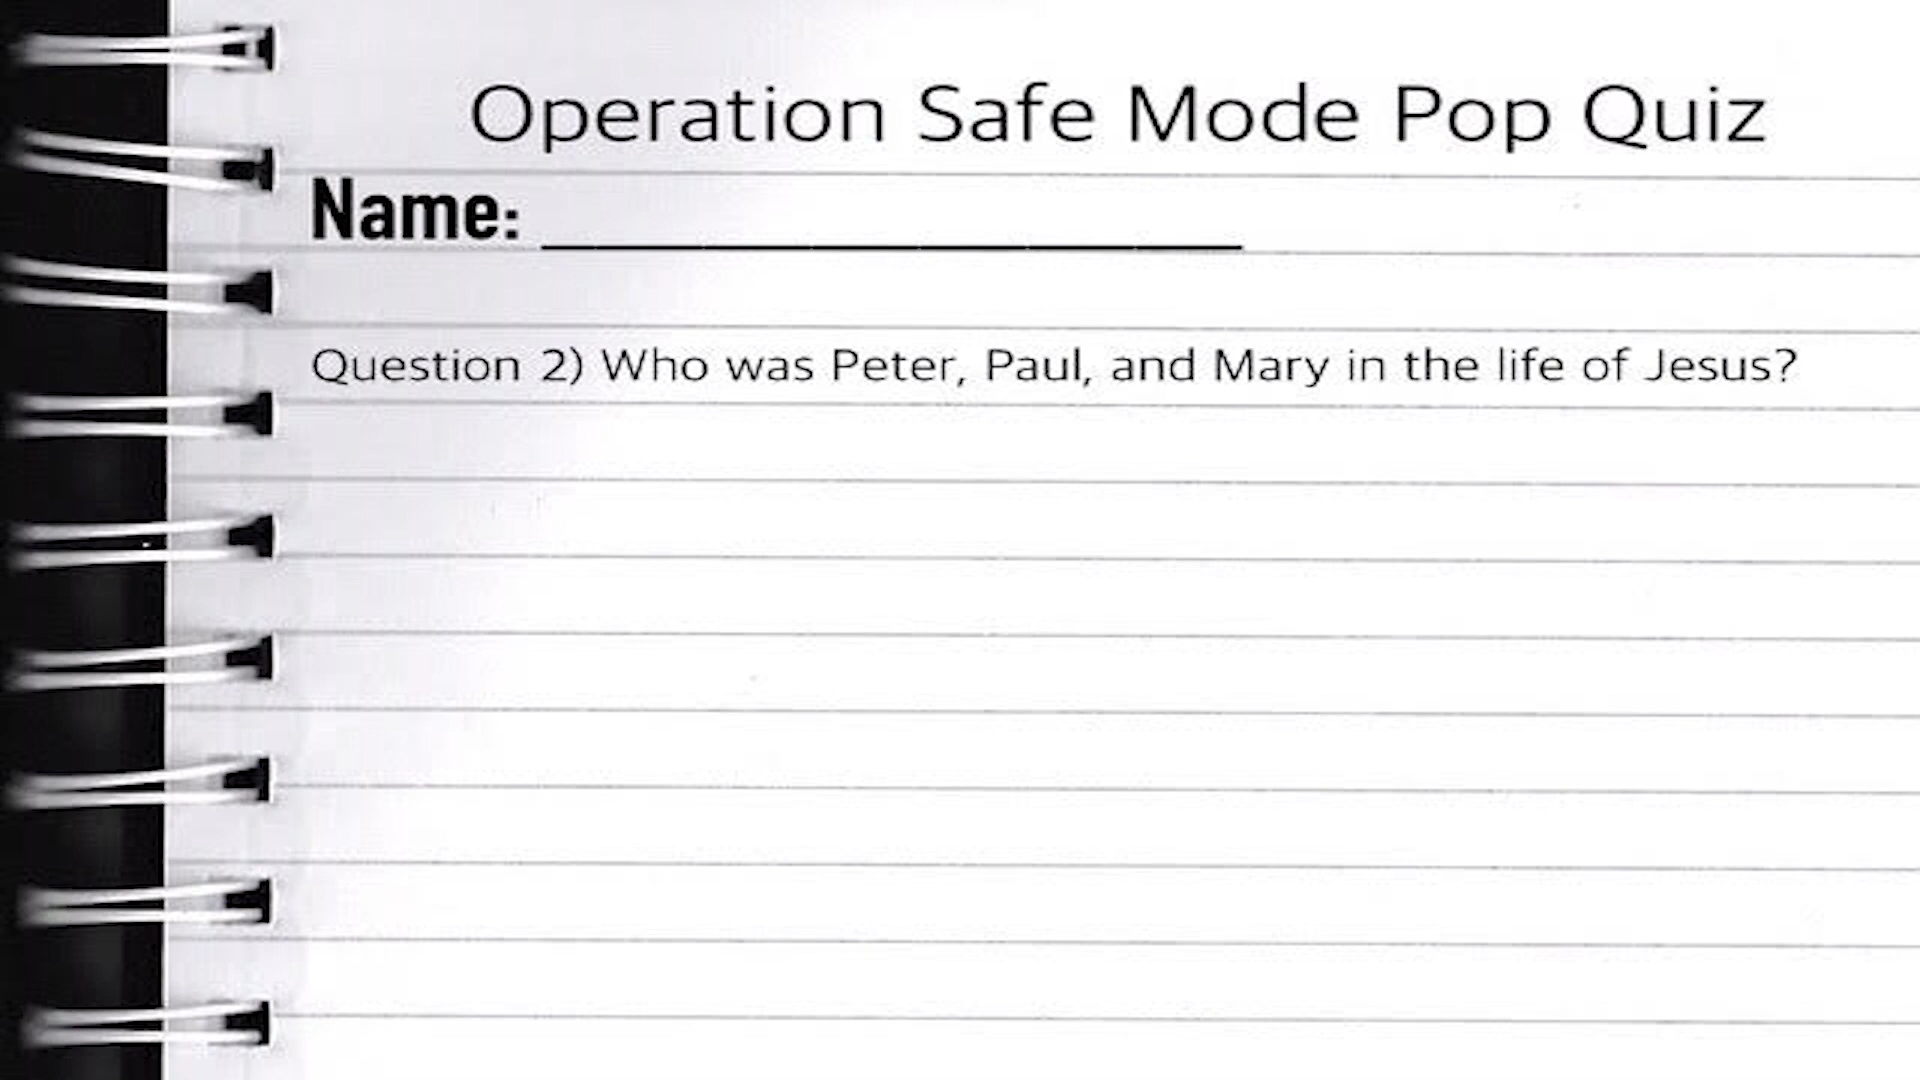 Operation Safe Mode Pop Quiz
Name: ____________________
Question 2) Who was Peter, Paul, and Mary in the life of Jesus?